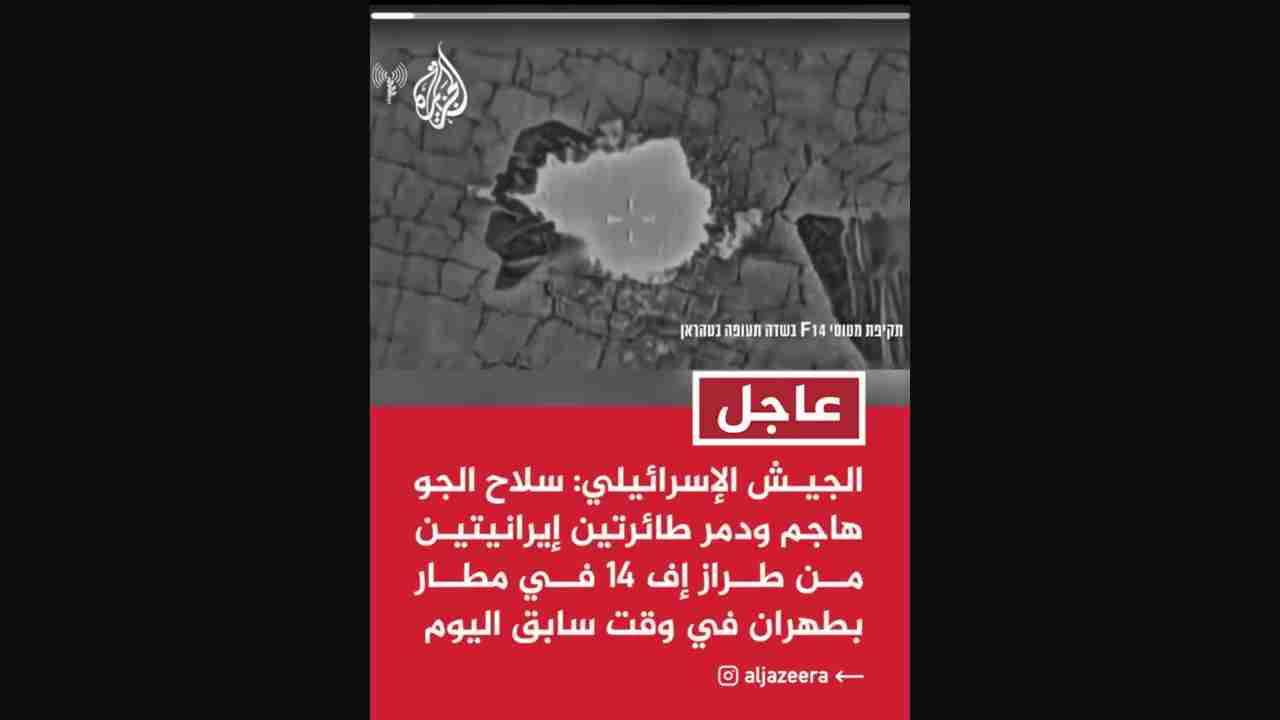 الجزيرة
תקיפת מטוסי F14 בשדה תעופה בטהראן
عاجل
الجيش الإسرائيلي: سلاح الجو
هاجم ودمر طائرتين إيرانيتين
من طراز إف 14 في مطار
بطهران في وقت سابق اليوم
aljazeera